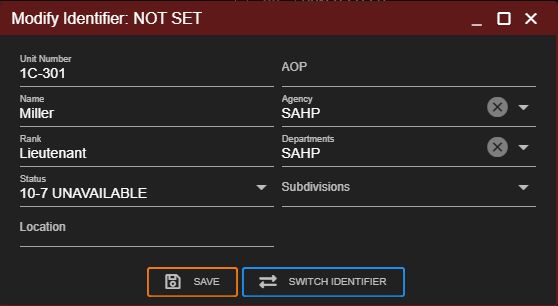 Modify Identifier: NOT SET
Unit Number
1C-301
AOP
Name
Miller
Agency
SAHP
Rank
Lieutenant
Departments
SAHP
Status
10-7 UNAVAILABLE
Subdivisions
Location
SAVE
SWITCH IDENTIFIER